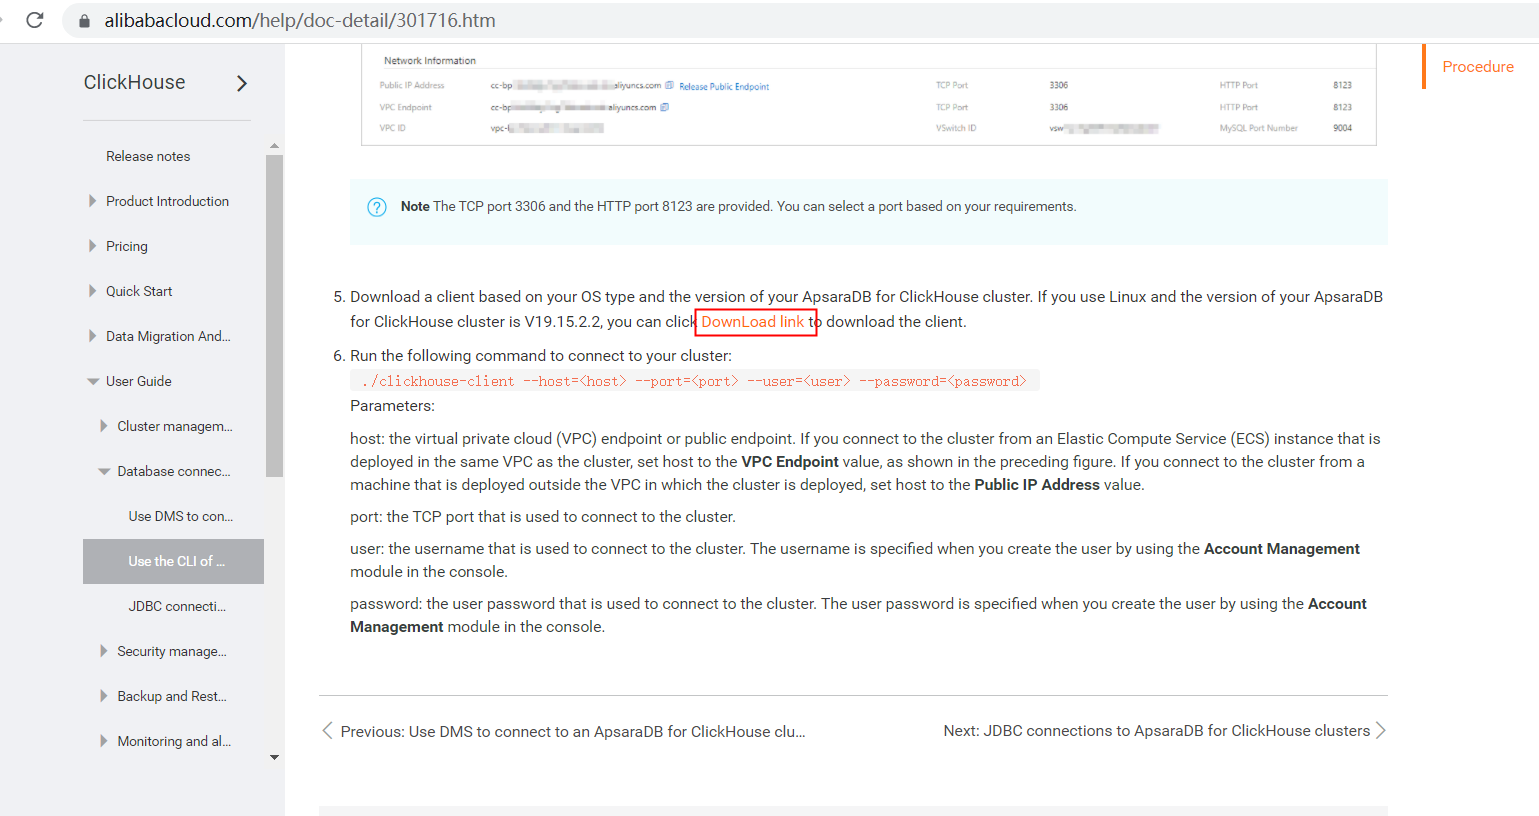 alibabacloud.com/help/doc-detail/301716.htm
ClickHouse
Release notes
Product Introduction
Pricing
Quick Start
Data Migration And...
User Guide
Cluster managem...
Database connec...
Use DMS to con...
Use the CLI of ...
JDBC connecti...
Security manage...
Backup and Rest...
Monitoring and al...
Network Information
Public IP Address cc-bp aliyuncs.com Release Public Endpoint TCP Port 3306 HTTP Port 8123
VPC Endpoint cc-bp aliyuncs.com TCP Port 3306 HTTP Port 8123
VPC ID vpc- VSwitch ID vsw MySQL Port Number 9004
Note The TCP port 3306 and the HTTP port 8123 are provided. You can select a port based on your requirements.
5. Download a client based on your OS type and the version of your ApsaraDB for ClickHouse cluster. If you use Linux and the version of your ApsaraDB
for ClickHouse cluster is V19.15.2.2, you can click DownLoad link to download the client.
6. Run the following command to connect to your cluster:
./clickhouse-client --host=<host> --port=<port> --user=<user> --password=<password>
Parameters:
host: the virtual private cloud (VPC) endpoint or public endpoint. If you connect to the cluster from an Elastic Compute Service (ECS) instance that is
deployed in the same VPC as the cluster, set host to the VPC Endpoint value, as shown in the preceding figure. If you connect to the cluster from a
machine that is deployed outside the VPC in which the cluster is deployed, set host to the Public IP Address value.
port: the TCP port that is used to connect to the cluster.
user: the username that is used to connect to the cluster. The username is specified when you create the user by using the Account Management
module in the console.
password: the user password that is used to connect to the cluster. The user password is specified when you create the user by using the Account
Management module in the console.
Previous: Use DMS to connect to an ApsaraDB for ClickHouse clu...
Next: JDBC connections to ApsaraDB for ClickHouse clusters
Procedure